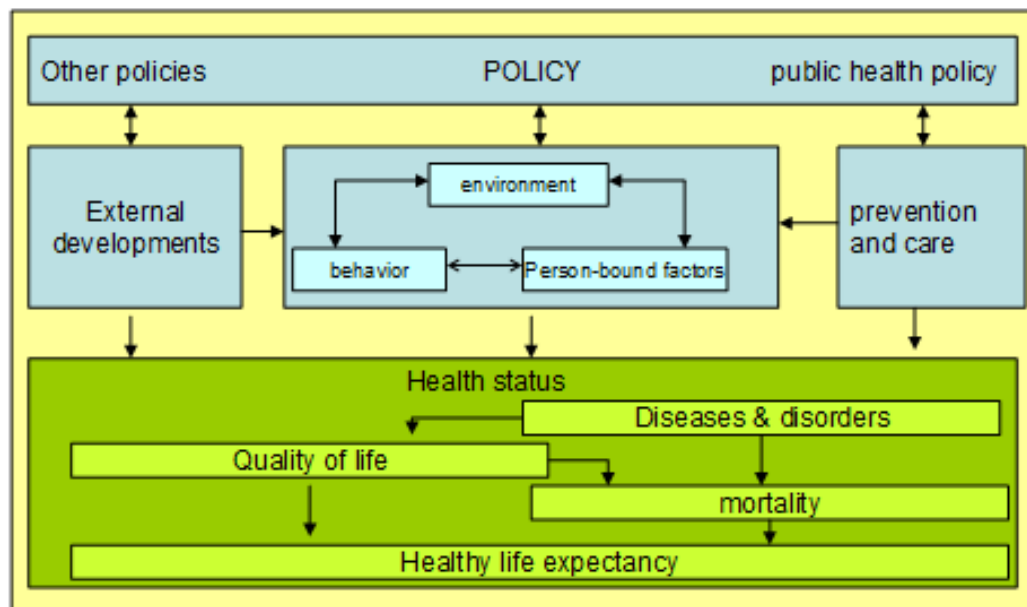 Other policies POLICY public health policy
External
developments
environment
behavior
Person-bound factors
prevention
and care
Health status
Diseases & disorders
Quality of life
mortality
Healthy life expectancy